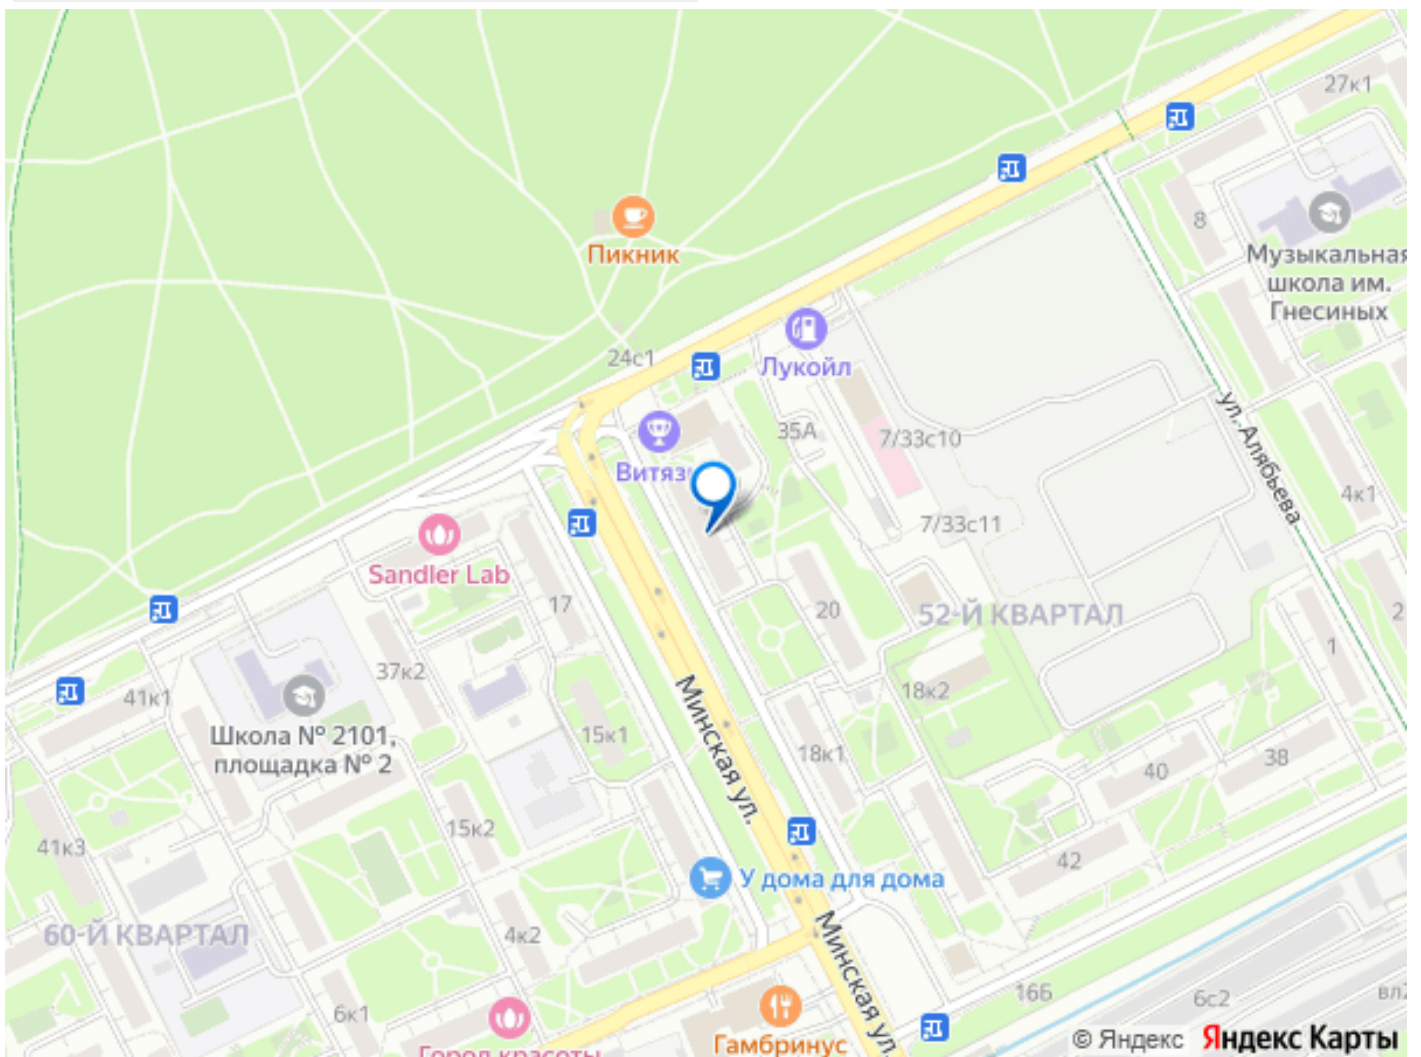 27к1
8
Музыкальная
школа им.
Гнесиных
Пикник
24с1
Лукойл
35А
7/33с10
ул. Алябьева
4к1
Витяз
7/33с11
Sandler Lab
17
20
52-Й КВАРТАЛ
2
1
37к2
18к2
41к1
Школа № 2101,
площадка № 2
Минская ул.
15к1
18к1
40
38
15к2
41к3
42
У дома для дома
60-Й КВАРТАЛ
4к2
Минская ул.
16б
6с2
вл2
6к1
Город красоты
Гамбринус
© Яндекс Яндекс Карты